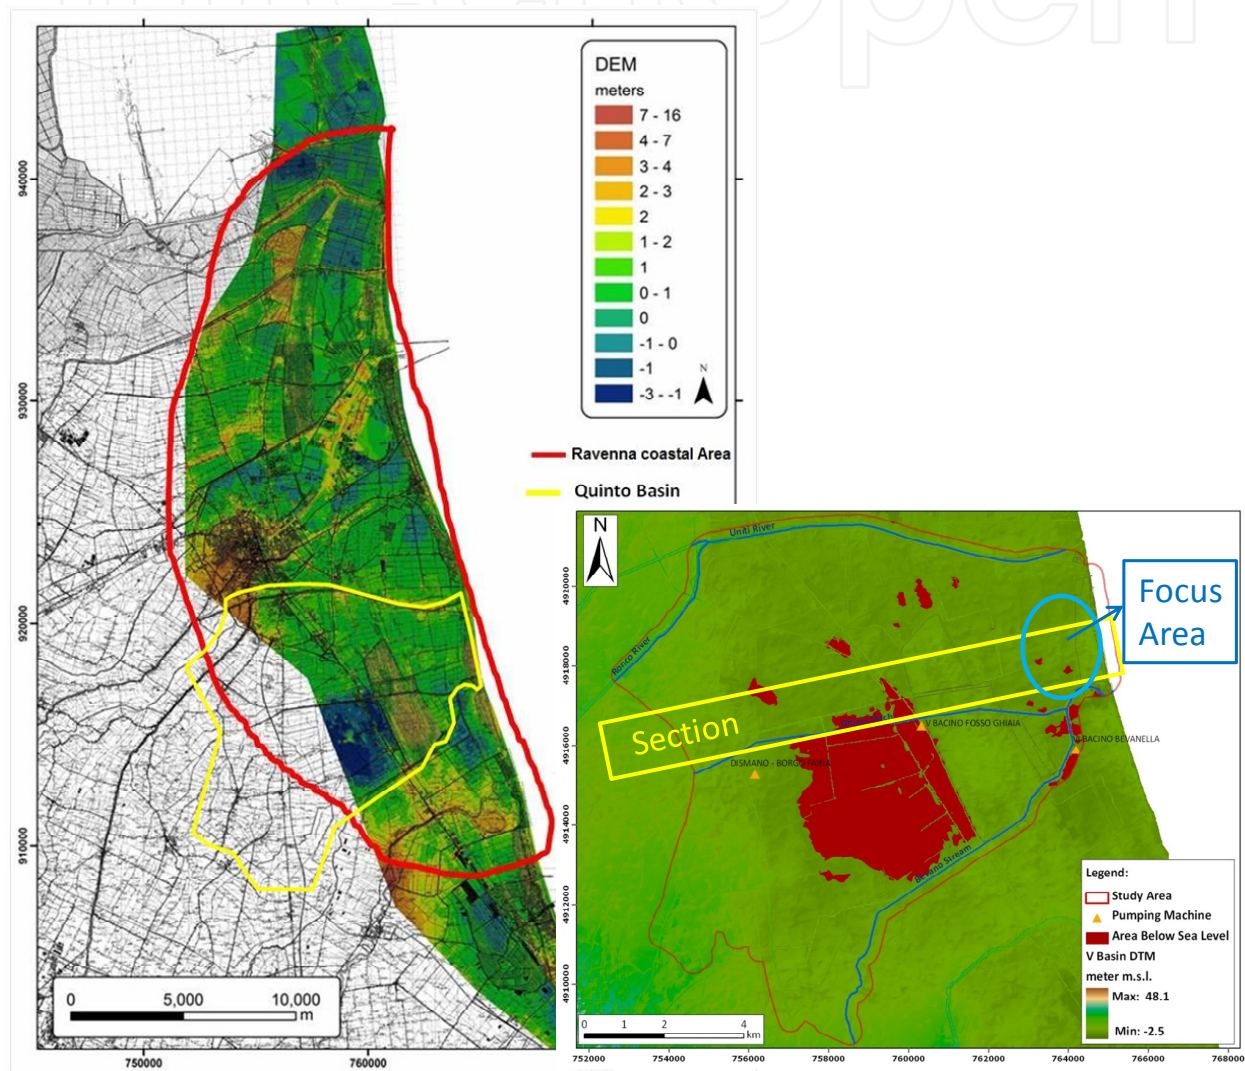 Open
DEM
meters
7 - 16
4 - 7
3 - 4
2 - 3
2
1 - 2
1
0 - 1
0
-1 - 0
-1
-3 - -1
N
Ravenna coastal Area
Quinto Basin
940000
930000
920000
910000
0 5,000 10,000
m
750000 760000
N
Uniti River
Ronco River
Focus
Area
Section
V BACINO FOSSO GHIAIA
BACINO BEVANELLA
DISMANO - BORGO FAINA
Bevano Stream
4920000
4918000
4916000
4914000
4912000
4910000
Legend:
Study Area
Pumping Machine
Area Below Sea Level
V Basin DTM
meter m.s.l.
Max: 48.1
Min: -2.5
0 1 2 4
km
752000 754000 756000 758000 760000 762000 764000 766000 768000